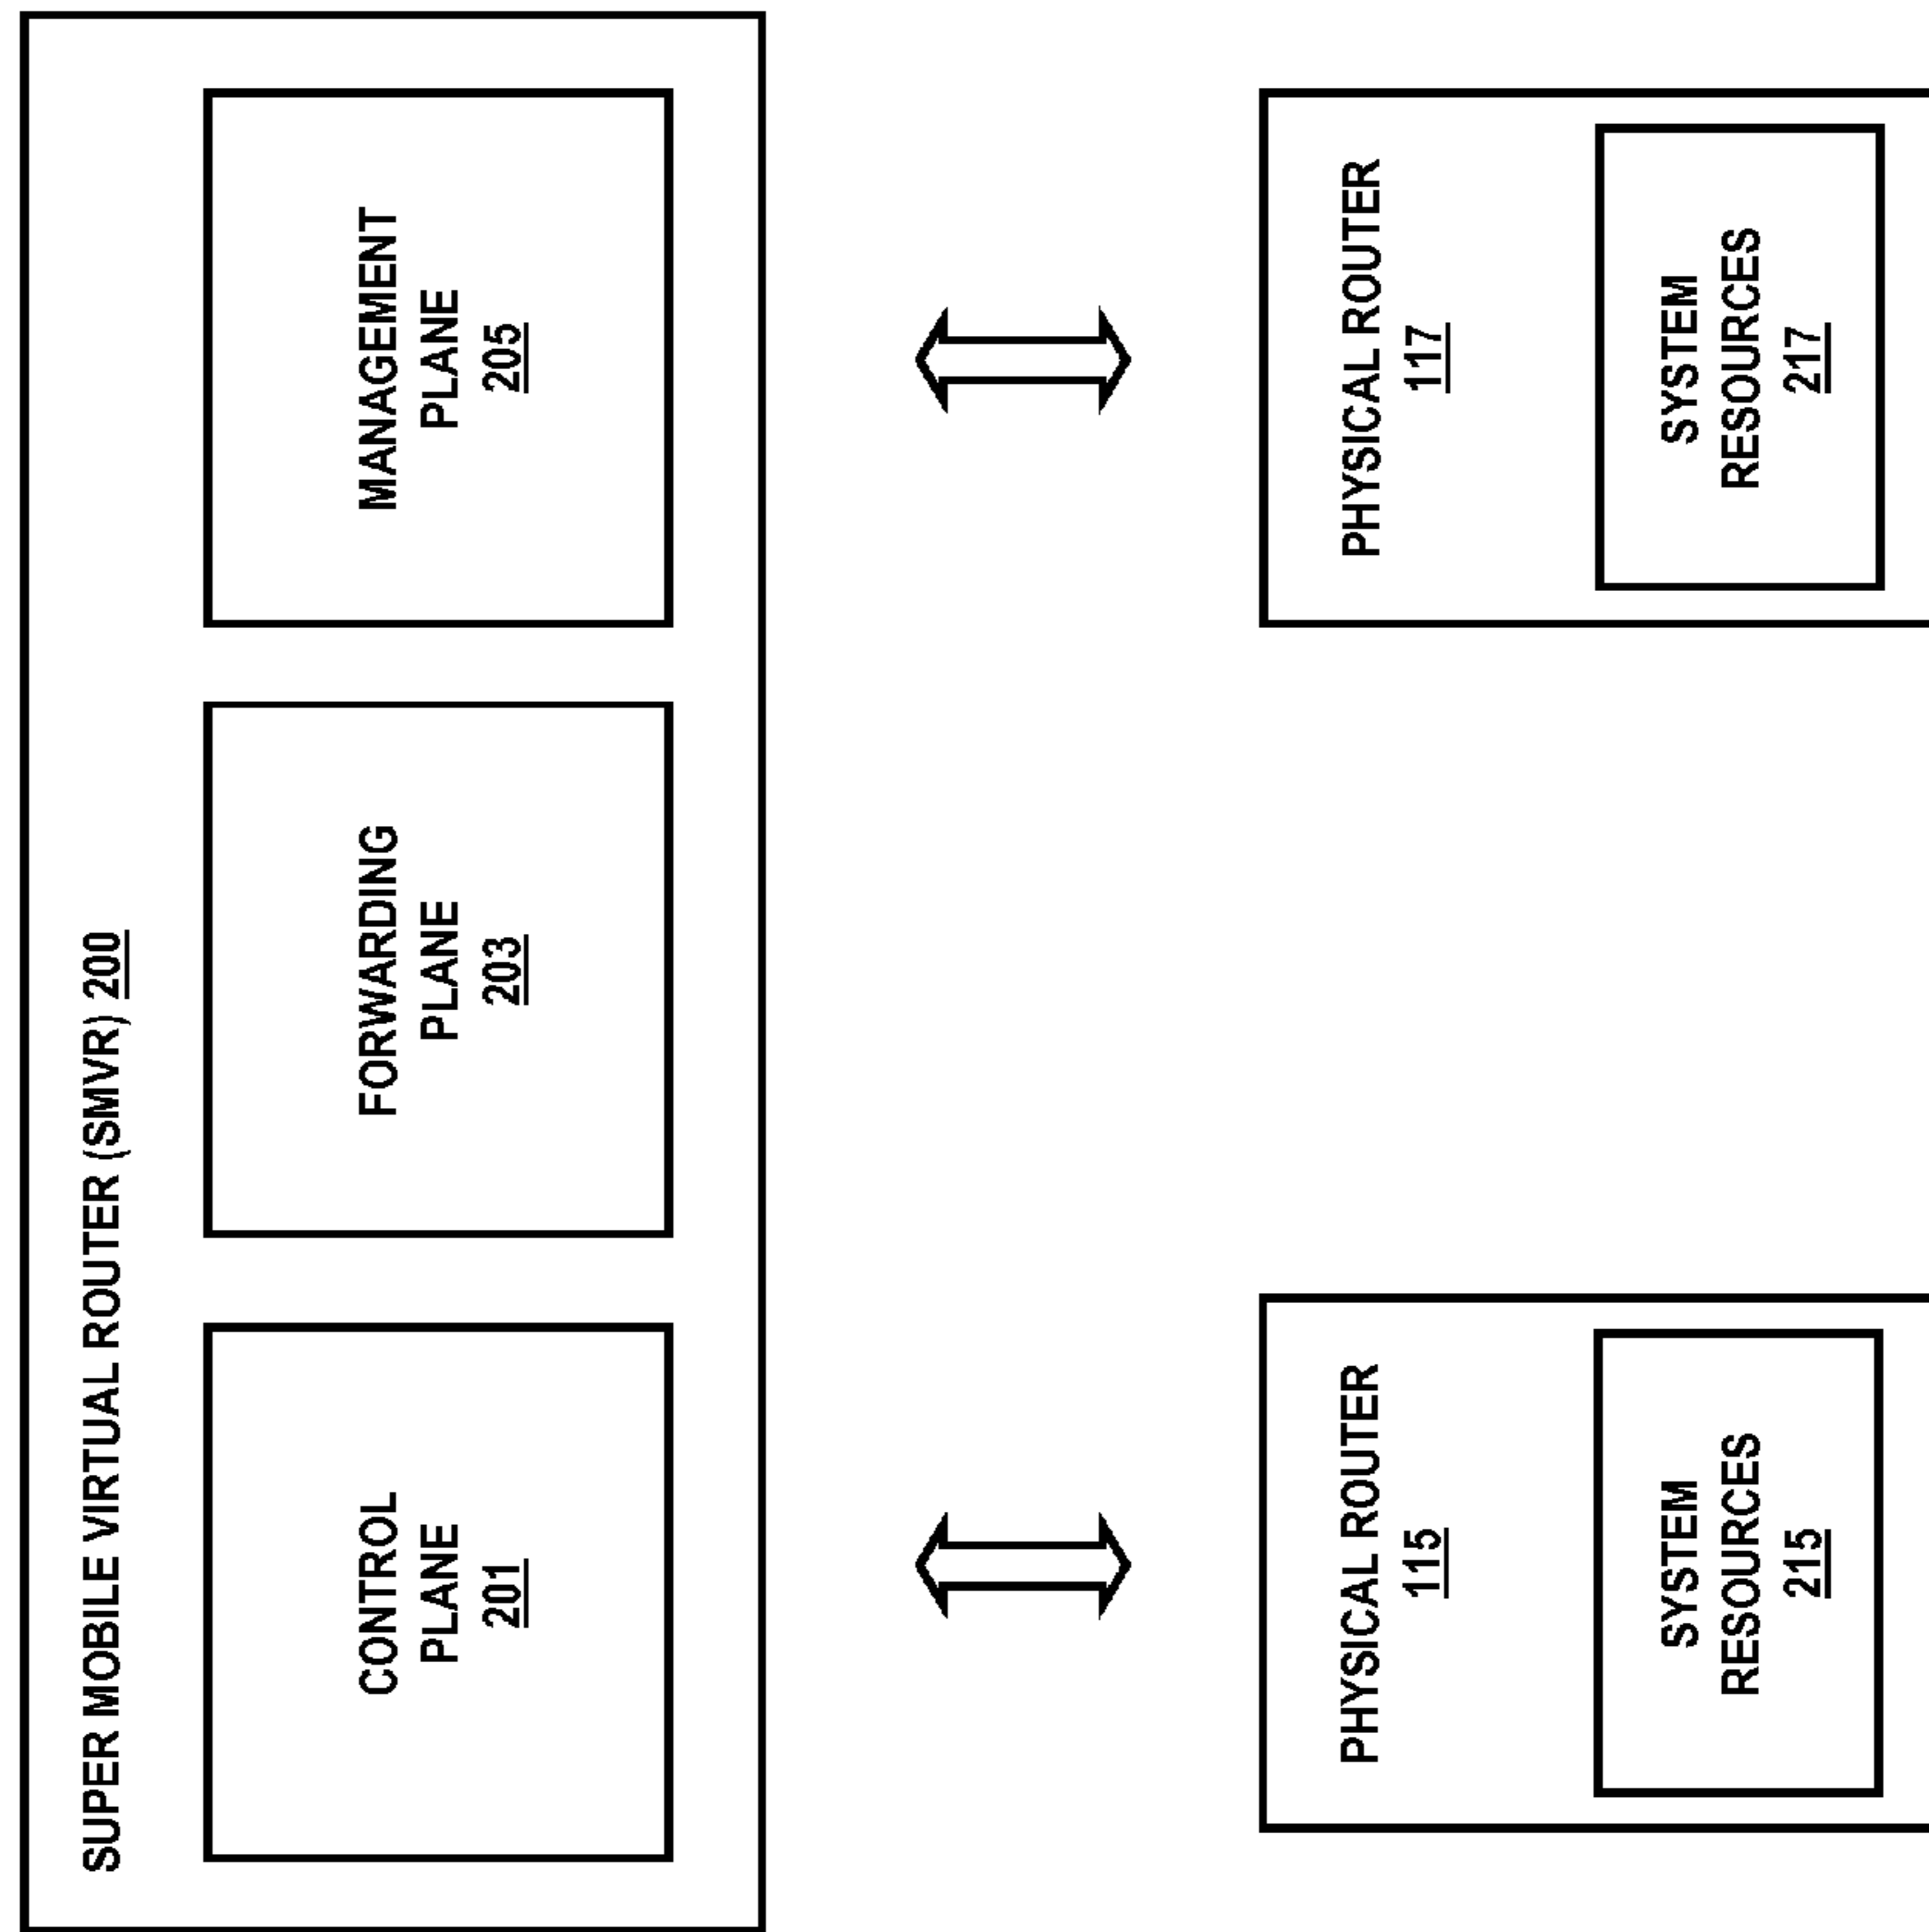 SUPER MOBILE VIRTUAL ROUTER (SMVR) 200
CONTROL
PLANE
201
FORWARDING
PLANE
203
MANAGEMENT
PLANE
205
PHYSICAL ROUTER
115
SYSTEM
RESOURCES
215
PHYSICAL ROUTER
117
SYSTEM
RESOURCES
217